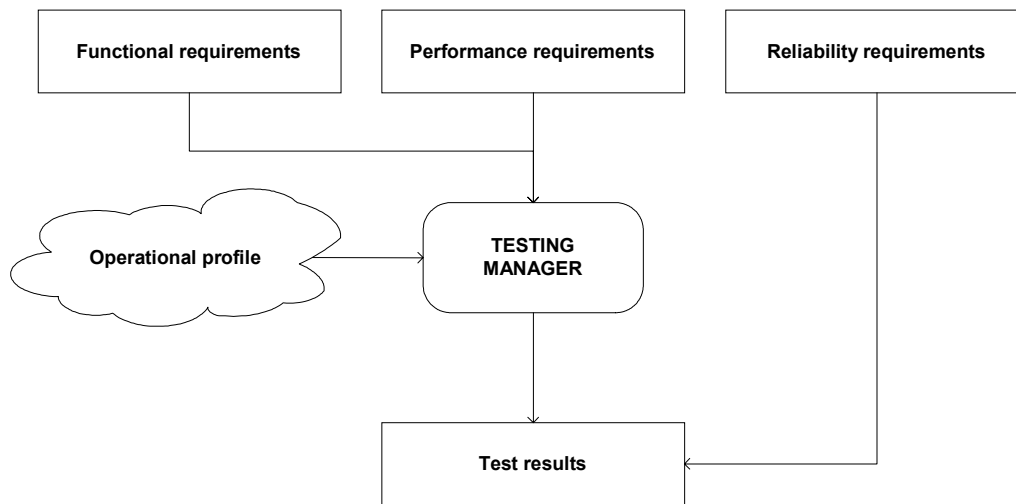 Functional requirements
Performance requirements
Reliability requirements
Operational profile
TESTING
MANAGER
Test results